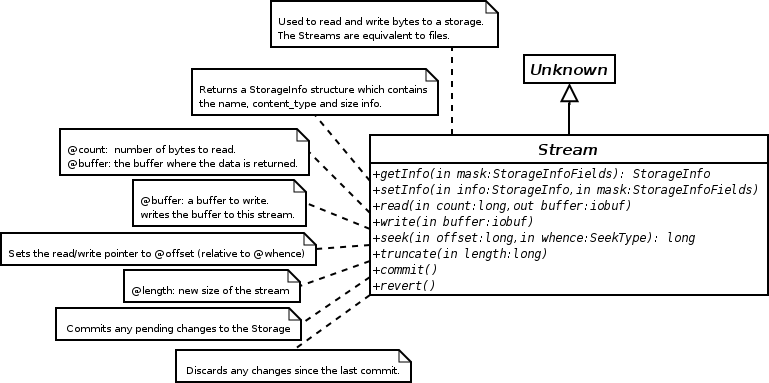 Used to read and write bytes to a storage.
The Streams are equivalent to files.
Unknown
Returns a StorageInfo structure which contains
the name, content_type and size info.
@count:  number of bytes to read.
@buffer: the buffer where the data is returned.
@buffer: a buffer to write.
writes the buffer to this stream.
Sets the read/write pointer to @offset (relative to @whence)
@length: new size of the stream
Commits any pending changes to the Storage
Discards any changes since the last commit.
Stream
+getInfo(in mask:StorageInfoFields): StorageInfo
+setInfo(in info:StorageInfo,in mask:StorageInfoFields)
+read(in count:long,out buffer:iobuf)
+write(in buffer:iobuf)
+seek(in offset:long,in whence:SeekType): long
+truncate(in length:long)
+commit()
+revert()